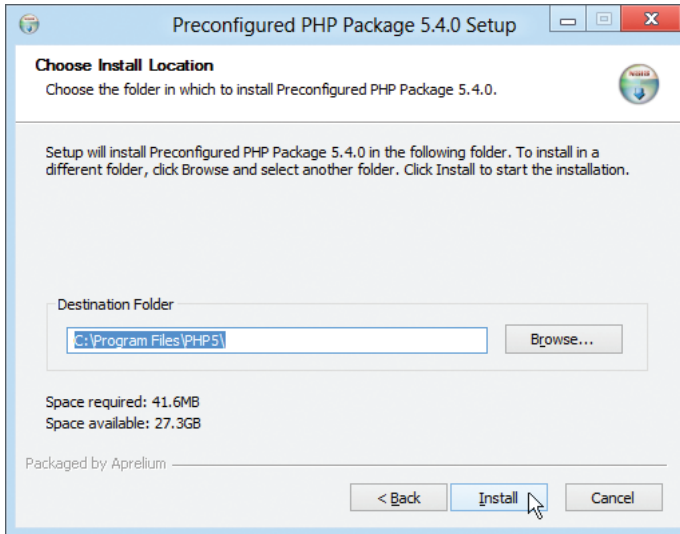 Preconfigured PHP Package 5.4.0 Setup
Choose Install Location
Choose the folder in which to install Preconfigured PHP Package 5.4.0.
Setup will install Preconfigured PHP Package 5.4.0 in the following folder. To install in a
different folder, click Browse and select another folder. Click Install to start the installation.
Destination Folder
C:\Program Files\PHP5\
Browse...
Space required: 41.6MB
Space available: 27.3GB
Packaged by Aprelium
< Back
Install
Cancel